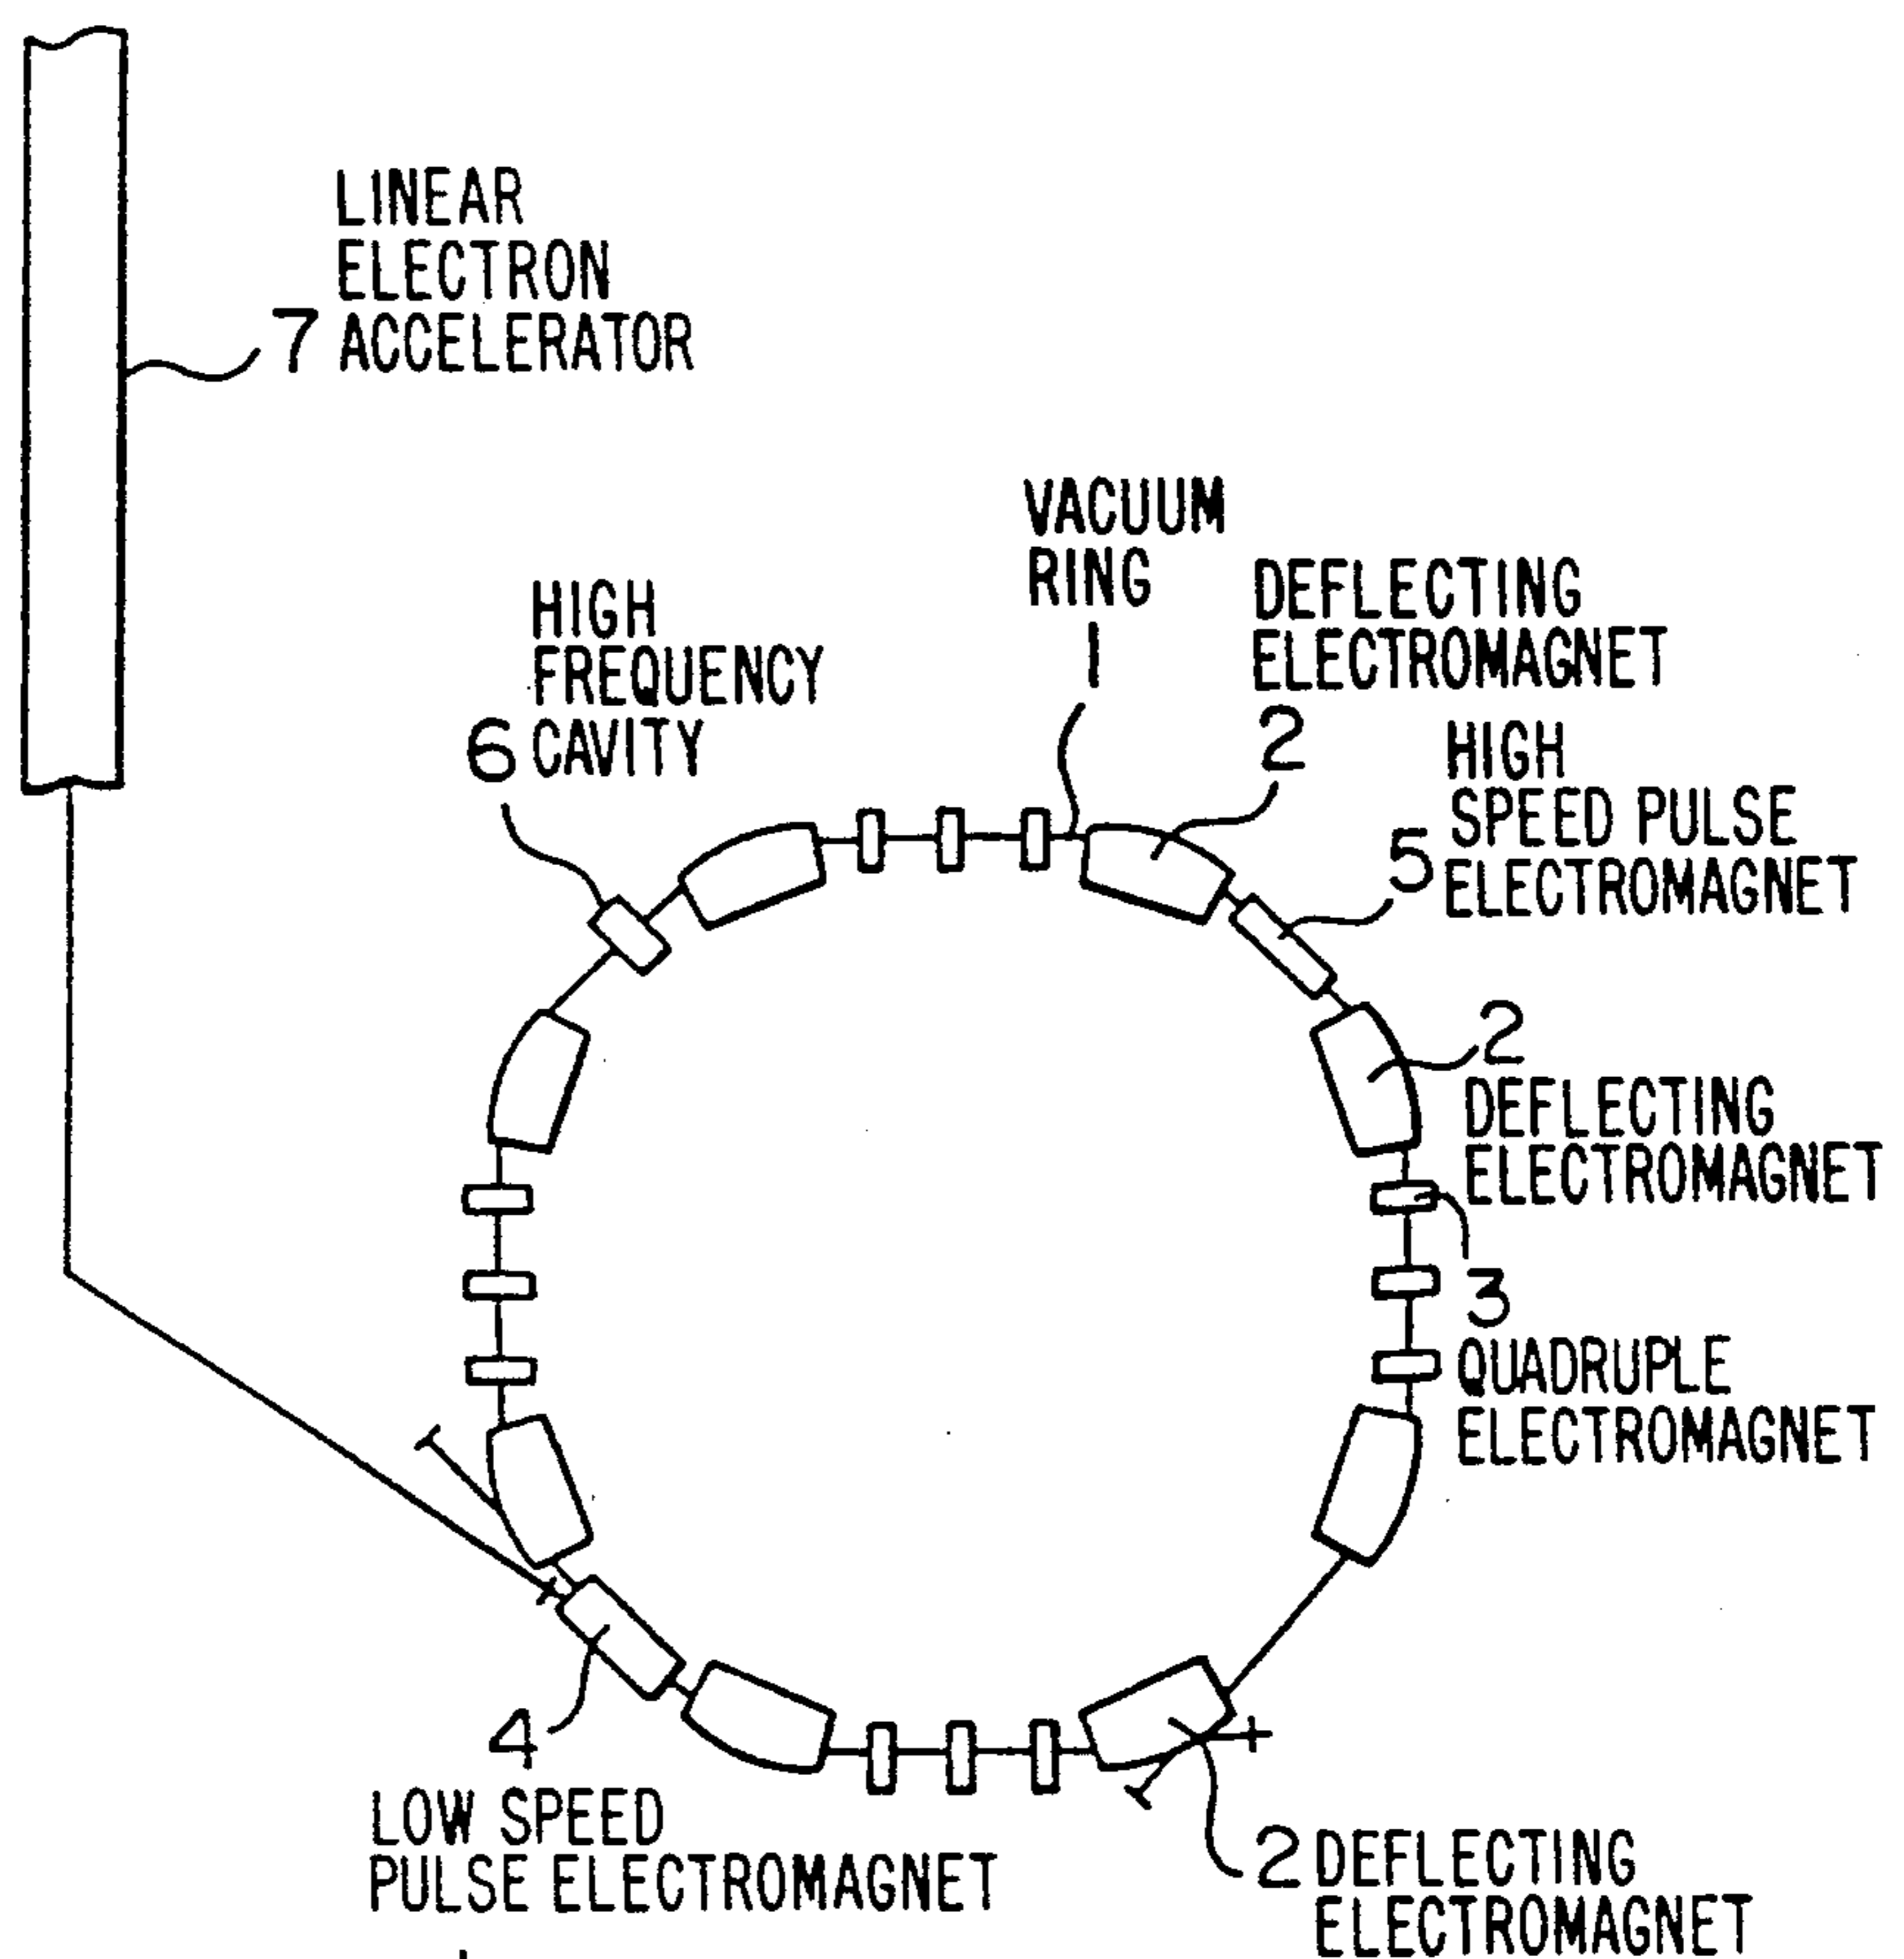 LINEAR
ELECTRON
7 ACCELERATOR
VACUUM
RING
1
DEFLECTING
ELECTROMAGNET
2
HIGH
FREQUENCY
6 CAVITY
HIGH
SPEED PULSE
5 ELECTROMAGNET
2
DEFLECTING
ELECTROMAGNET
3
QUADRUPLE
ELECTROMAGNET
4
LOW SPEED
PULSE ELECTROMAGNET
2 DEFLECTING
ELECTROMAGNET